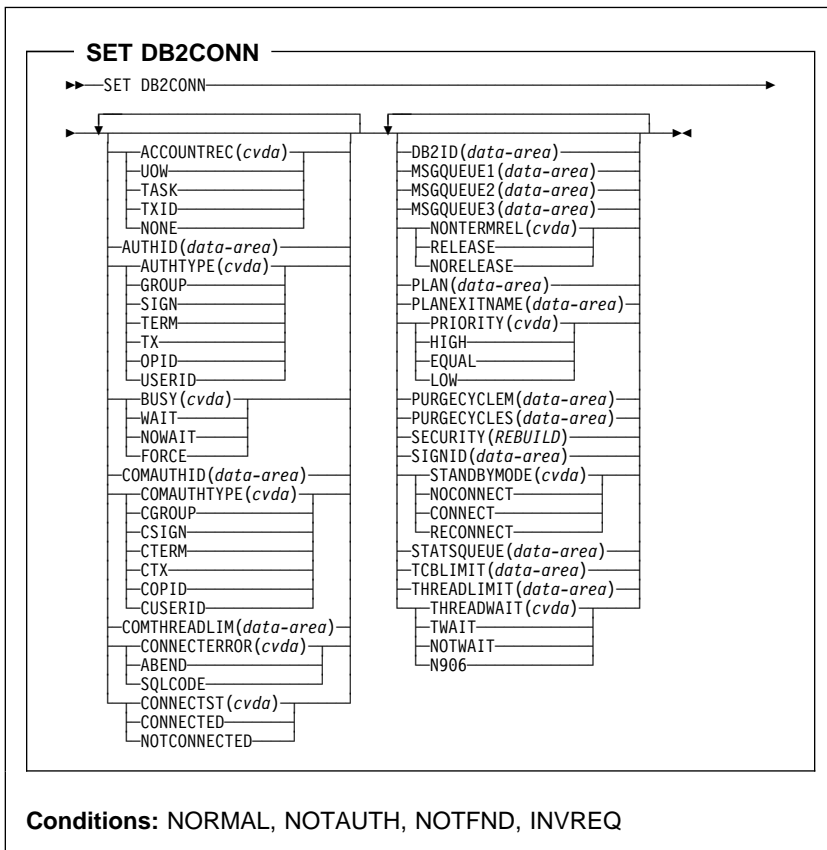 SET DB2CONN
SET DB2CONN
ACCOUNTREC(cvda)
UOW
TASK
TXID
NONE
AUTHID(data-area)
AUTHTYPE(cvda)
GROUP
SIGN
TERM
TX
OPID
USERID
BUSY(cvda)
WAIT
NOWAIT
FORCE
COMAUTHID(data-area)
COMAUTHTYPE(cvda)
CGROUP
CSIGN
CTERM
CTX
COPID
CUSERID
COMTHREADLIM(data-area)
CONNECTERROR(cvda)
ABEND
SQLCODE
CONNECTST(cvda)
CONNECTED
NOTCONNECTED
DB2ID(data-area)
MSGQUEUE1(data-area)
MSGQUEUE2(data-area)
MSGQUEUE3(data-area)
NONTERMREL(cvda)
RELEASE
NORELEASE
PLAN(data-area)
PLANEXITNAME(data-area)
PRIORITY(cvda)
HIGH
EQUAL
LOW
PURGECYCLEM(data-area)
PURGECYCLES(data-area)
SECURITY(REBUILD)
SIGNID(data-area)
STANDBYMODE(cvda)
NOCONNECT
CONNECT
RECONNECT
STATSQUEUE(data-area)
TCBLIMIT(data-area)
THREADLIMIT(data-area)
THREADWAIT(cvda)
TWAIT
NOTWAIT
N906
Conditions: NORMAL, NOTAUTH, NOTFND, INVREQ